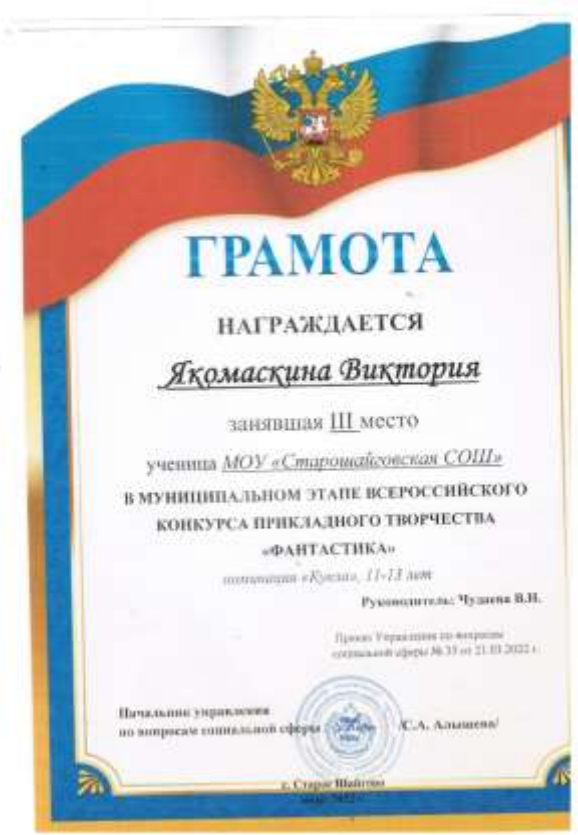 ГРАМОТА
НАГРАЖДАЕТСЯ
Якомаскина Виктория
занявшая III место
ученица МОУ «Старошайговская СОШ»
В МУНИЦИПАЛЬНОМ ЭТАПЕ ВСЕРОССИЙСКОГО
КОНКУРСА ПРИКЛАДНОГО ТВОРЧЕСТВА
«ФАНТАСТИКА»
номинация «Кукла», 11-13 лет
Руководитель: Чудаева В.Н.
Приказ Управления по вопросам
социальной сферы № 35 от 21.03.2022 г.
Начальник управления
по вопросам социальной сферы /С.А. Алышева/
с. Старое Шайгово
2022 г.